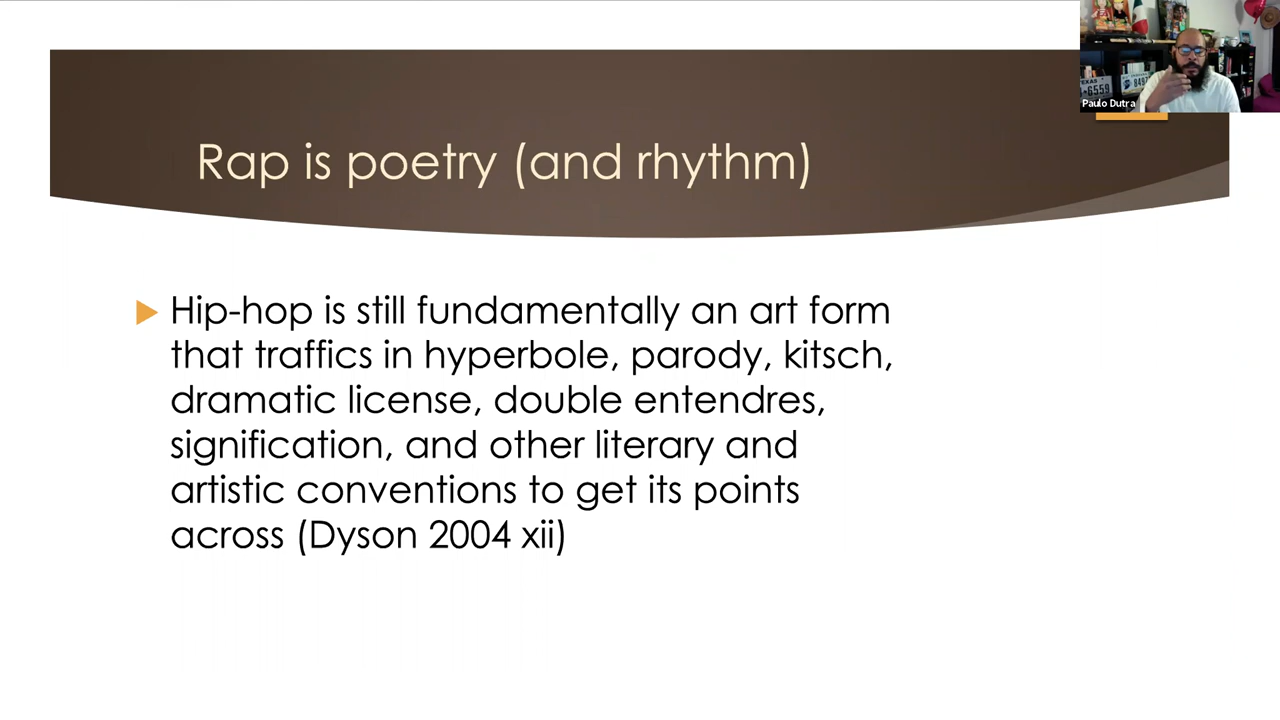 Paulo Dutra
Rap is poetry (and rhythm)
Hip-hop is still fundamentally an art form
that traffics in hyperbole, parody, kitsch,
dramatic license, double entendres,
signification, and other literary and
artistic conventions to get its points
across (Dyson 2004 xii)